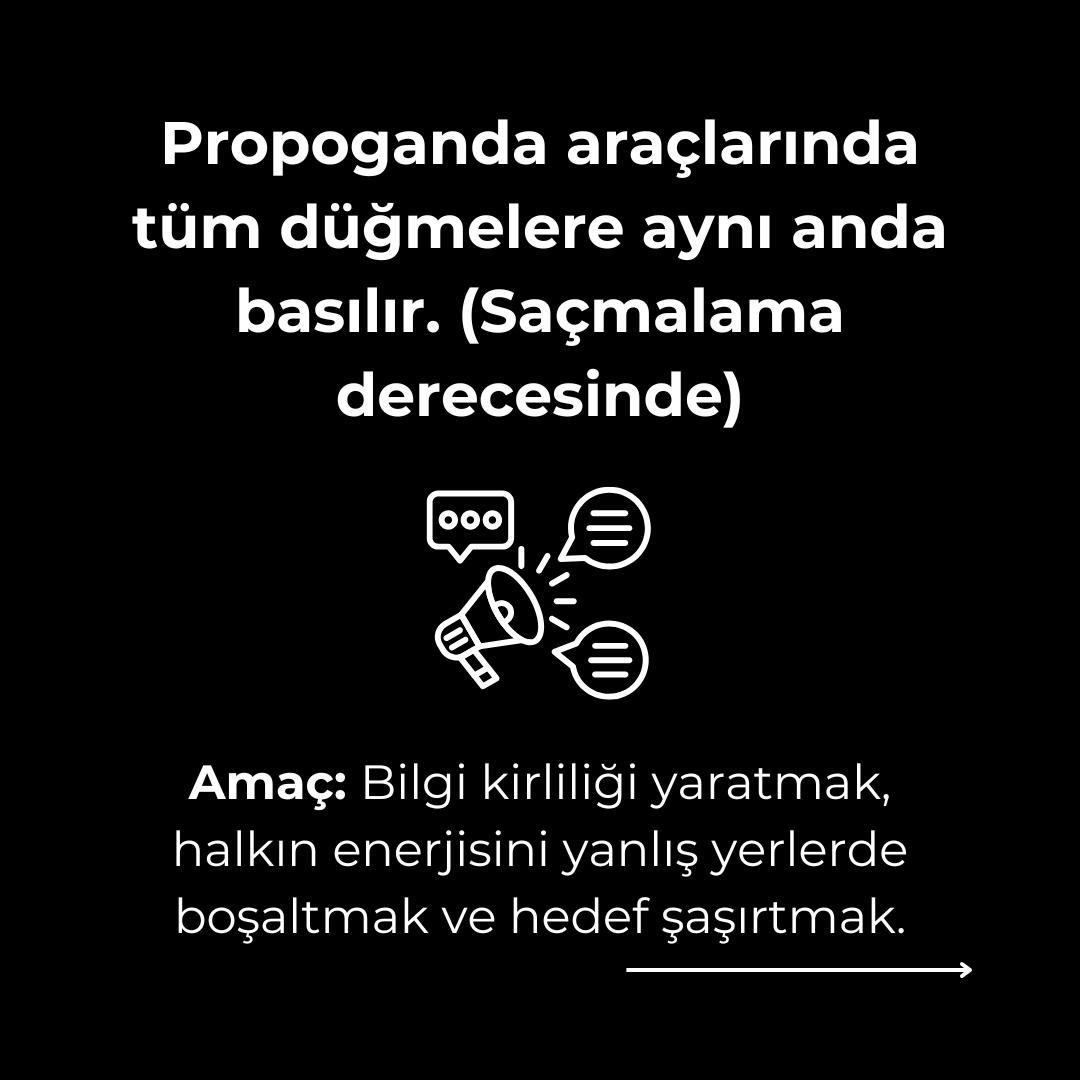 Propoganda araçlarında
tüm düğmelere aynı anda
basılır. (Saçmalama
derecesinde)
Amaç: Bilgi kirliliği yaratmak,
halkın enerjisini yanlış yerlerde
boşaltmak ve hedef şaşırtmak.